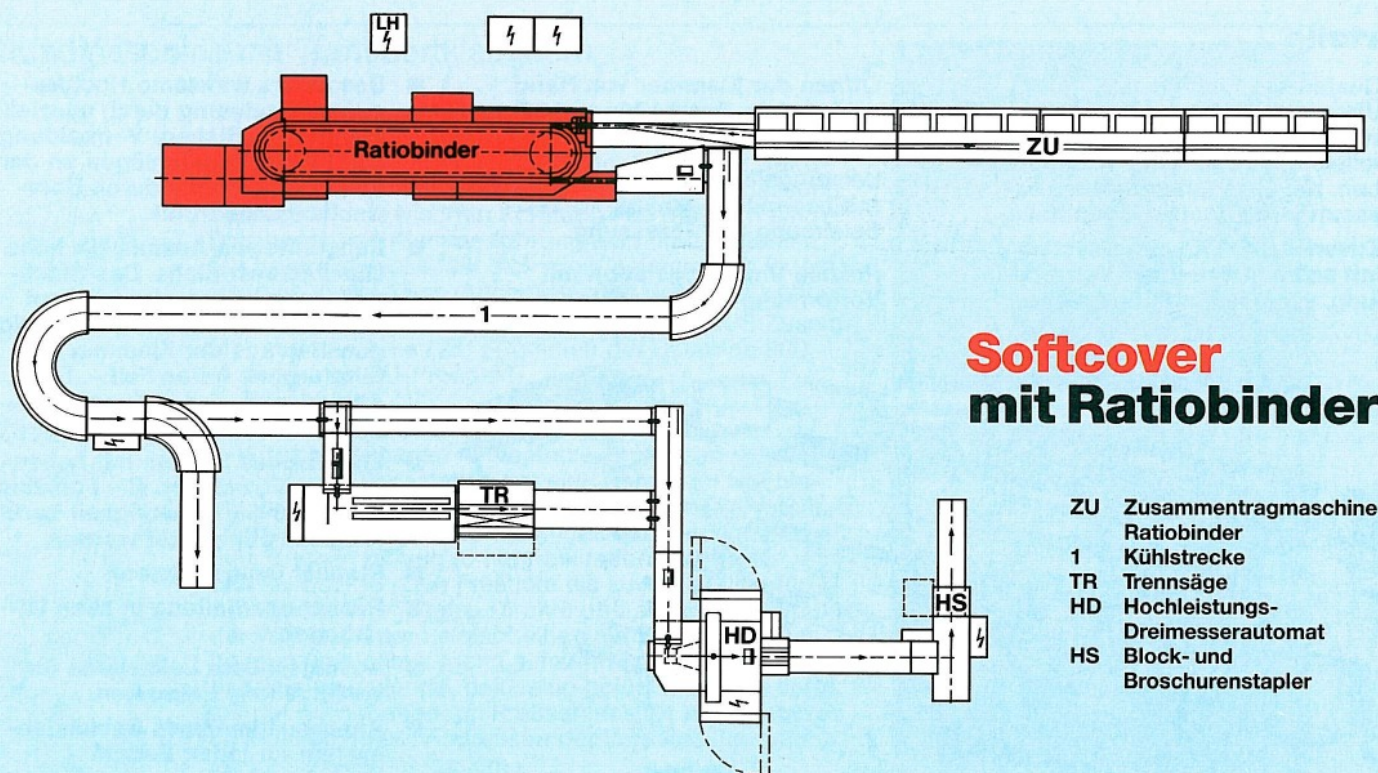 LH
Ratiobinder
ZU
1
Softcover
mit Ratiobinder
TR
HS
HD
ZU Zusammentragmaschine
Ratiobinder
1 Kühlstrecke
TR Trennsäge
HD Hochleistungs-
Dreimesserautomat
HS Block- und
Broschurenstapler